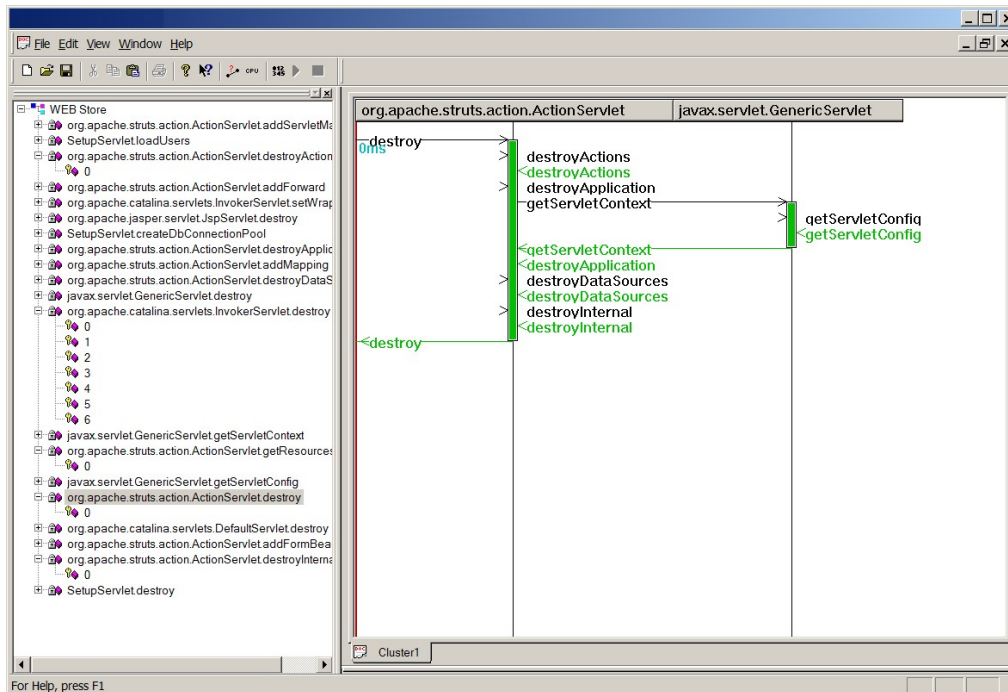 File Edit View Window Help
CPU
WEB Store
org.apache.struts.action.ActionServlet.addServletMa
SetupServlet.loadUsers
org.apache.struts.action.ActionServlet.destroyAction
0
org.apache.struts.action.ActionServlet.addForward
org.apache.catalina.servlets.InvokerServlet.setWrap
org.apache.jasper.servlet.JspServlet.destroy
SetupServlet.createDbConnectionPool
org.apache.struts.action.ActionServlet.destroyApplic
org.apache.struts.action.ActionServlet.addMapping
org.apache.struts.action.ActionServlet.destroyDataS
javax.servlet.GenericServlet.destroy
org.apache.catalina.servlets.InvokerServlet.destroy
0
1
2
3
4
5
6
javax.servlet.GenericServlet.getServletContext
org.apache.struts.action.ActionServlet.getResources
0
javax.servlet.GenericServlet.getServletConfig
org.apache.struts.action.ActionServlet.destroy
0
org.apache.catalina.servlets.DefaultServlet.destroy
org.apache.struts.action.ActionServlet.addFormBea
org.apache.struts.action.ActionServlet.destroyInterna
0
SetupServlet.destroy
org.apache.struts.action.ActionServlet
javax.servlet.GenericServlet
destroy
0ms
destroyActions
destroyActions
destroyApplication
getServletContext
getServletConfig
getServletConfig
getServletContext
destroyApplication
destroyDataSources
destroyDataSources
destroyInternal
destroyInternal
destroy
Cluster1
For Help, press F1